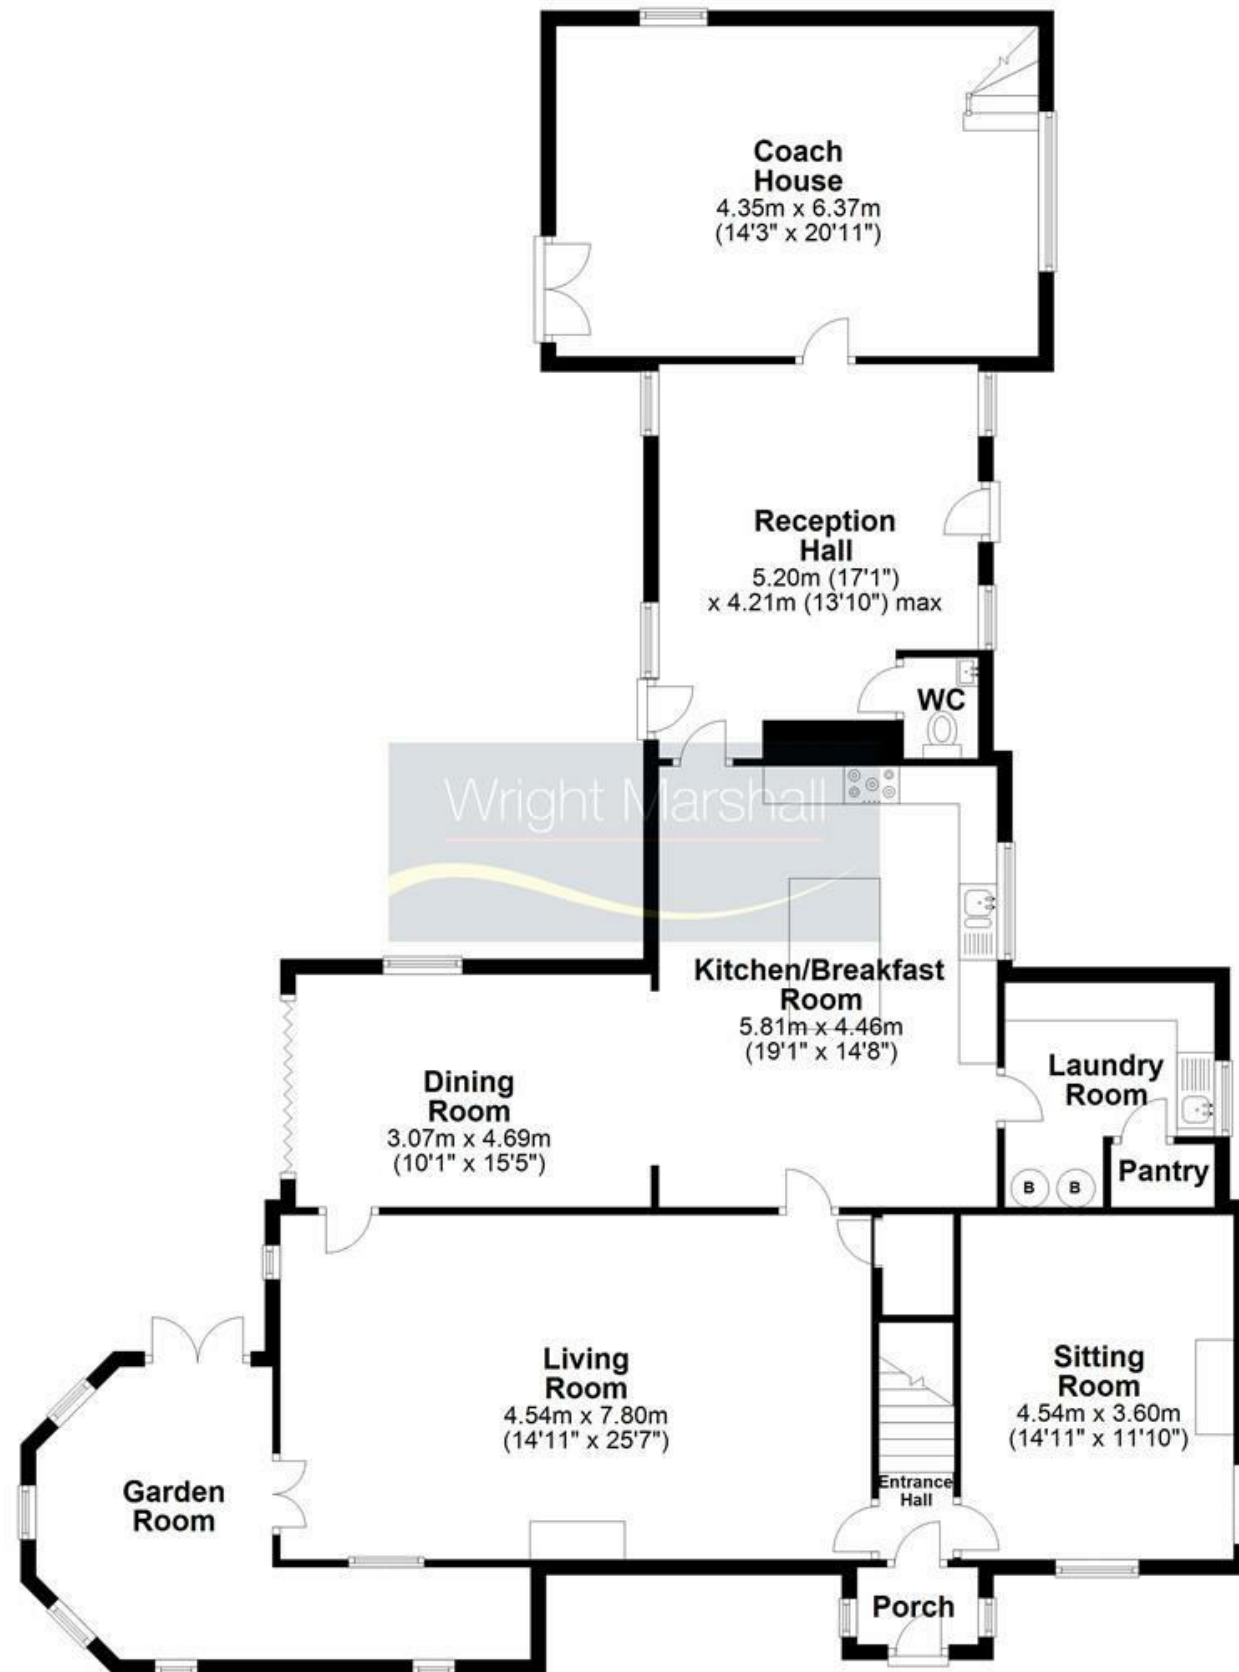 Coach
House
4.35m x 6.37m
(14'3" x 20'11")
Reception
Hall
5.20m (17'1")
x 4.21m (13'10") max
WC
Wright Marshall
Kitchen/Breakfast
Room
5.81m x 4.46m
(19'1" x 14'8")
Laundry
Room
Dining
Room
3.07m x 4.69m
(10'1" x 15'5")
Pantry
B
B
Living
Room
4.54m x 7.80m
(14'11" x 25'7")
Sitting
Room
4.54m x 3.60m
(14'11" x 11'10")
Garden
Room
Entrance
Hall
Porch